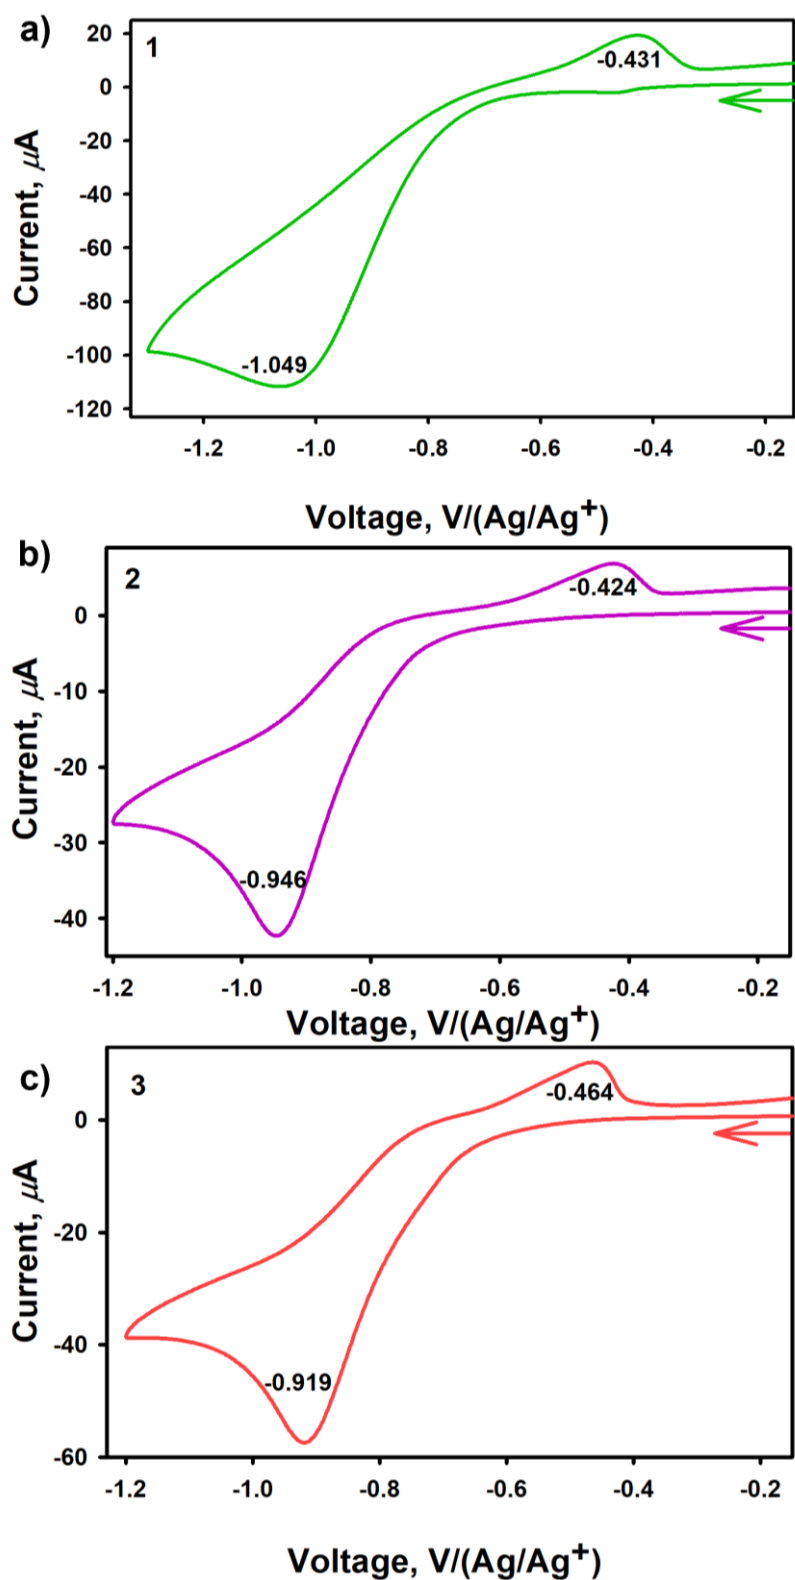 a)
1
20
0
-20
-40
-60
-80
-100
-120
Current, µA
-0.431
-1.049
-1.2 -1.0 -0.8 -0.6 -0.4 -0.2
Voltage, V/(Ag/Ag⁺)
b)
2
0
-10
-20
-30
-40
Current, µA
-0.424
-0.946
-1.2 -1.0 -0.8 -0.6 -0.4 -0.2
Voltage, V/(Ag/Ag⁺)
c)
3
0
-20
-40
-60
Current, µA
-0.464
-0.919
-1.2 -1.0 -0.8 -0.6 -0.4 -0.2
Voltage, V/(Ag/Ag⁺)